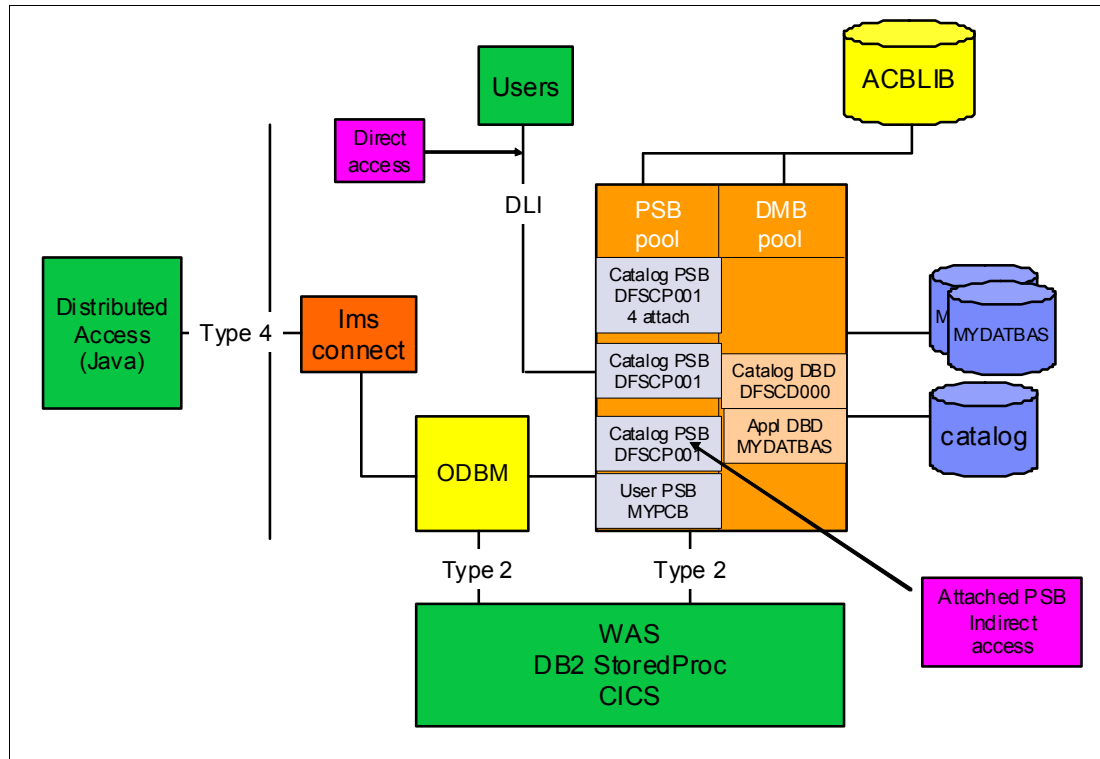 Users
ACBLIB
Direct
access
DLI
PSB
pool
DMB
pool
Catalog PSB
DFSCP001
4 attach
Distributed
Access
(Java)
Type 4
Ims
connect
Catalog PSB
DFSCP001
Catalog DBD
DFSCD000
M
MYDATBAS
Catalog PSB
DFSCP001
Appl DBD
MYDATBAS
catalog
ODBM
User PSB
MYPCB
Type 2
Type 2
Attached PSB
Indirect
access
WAS
DB2 StoredProc
CICS